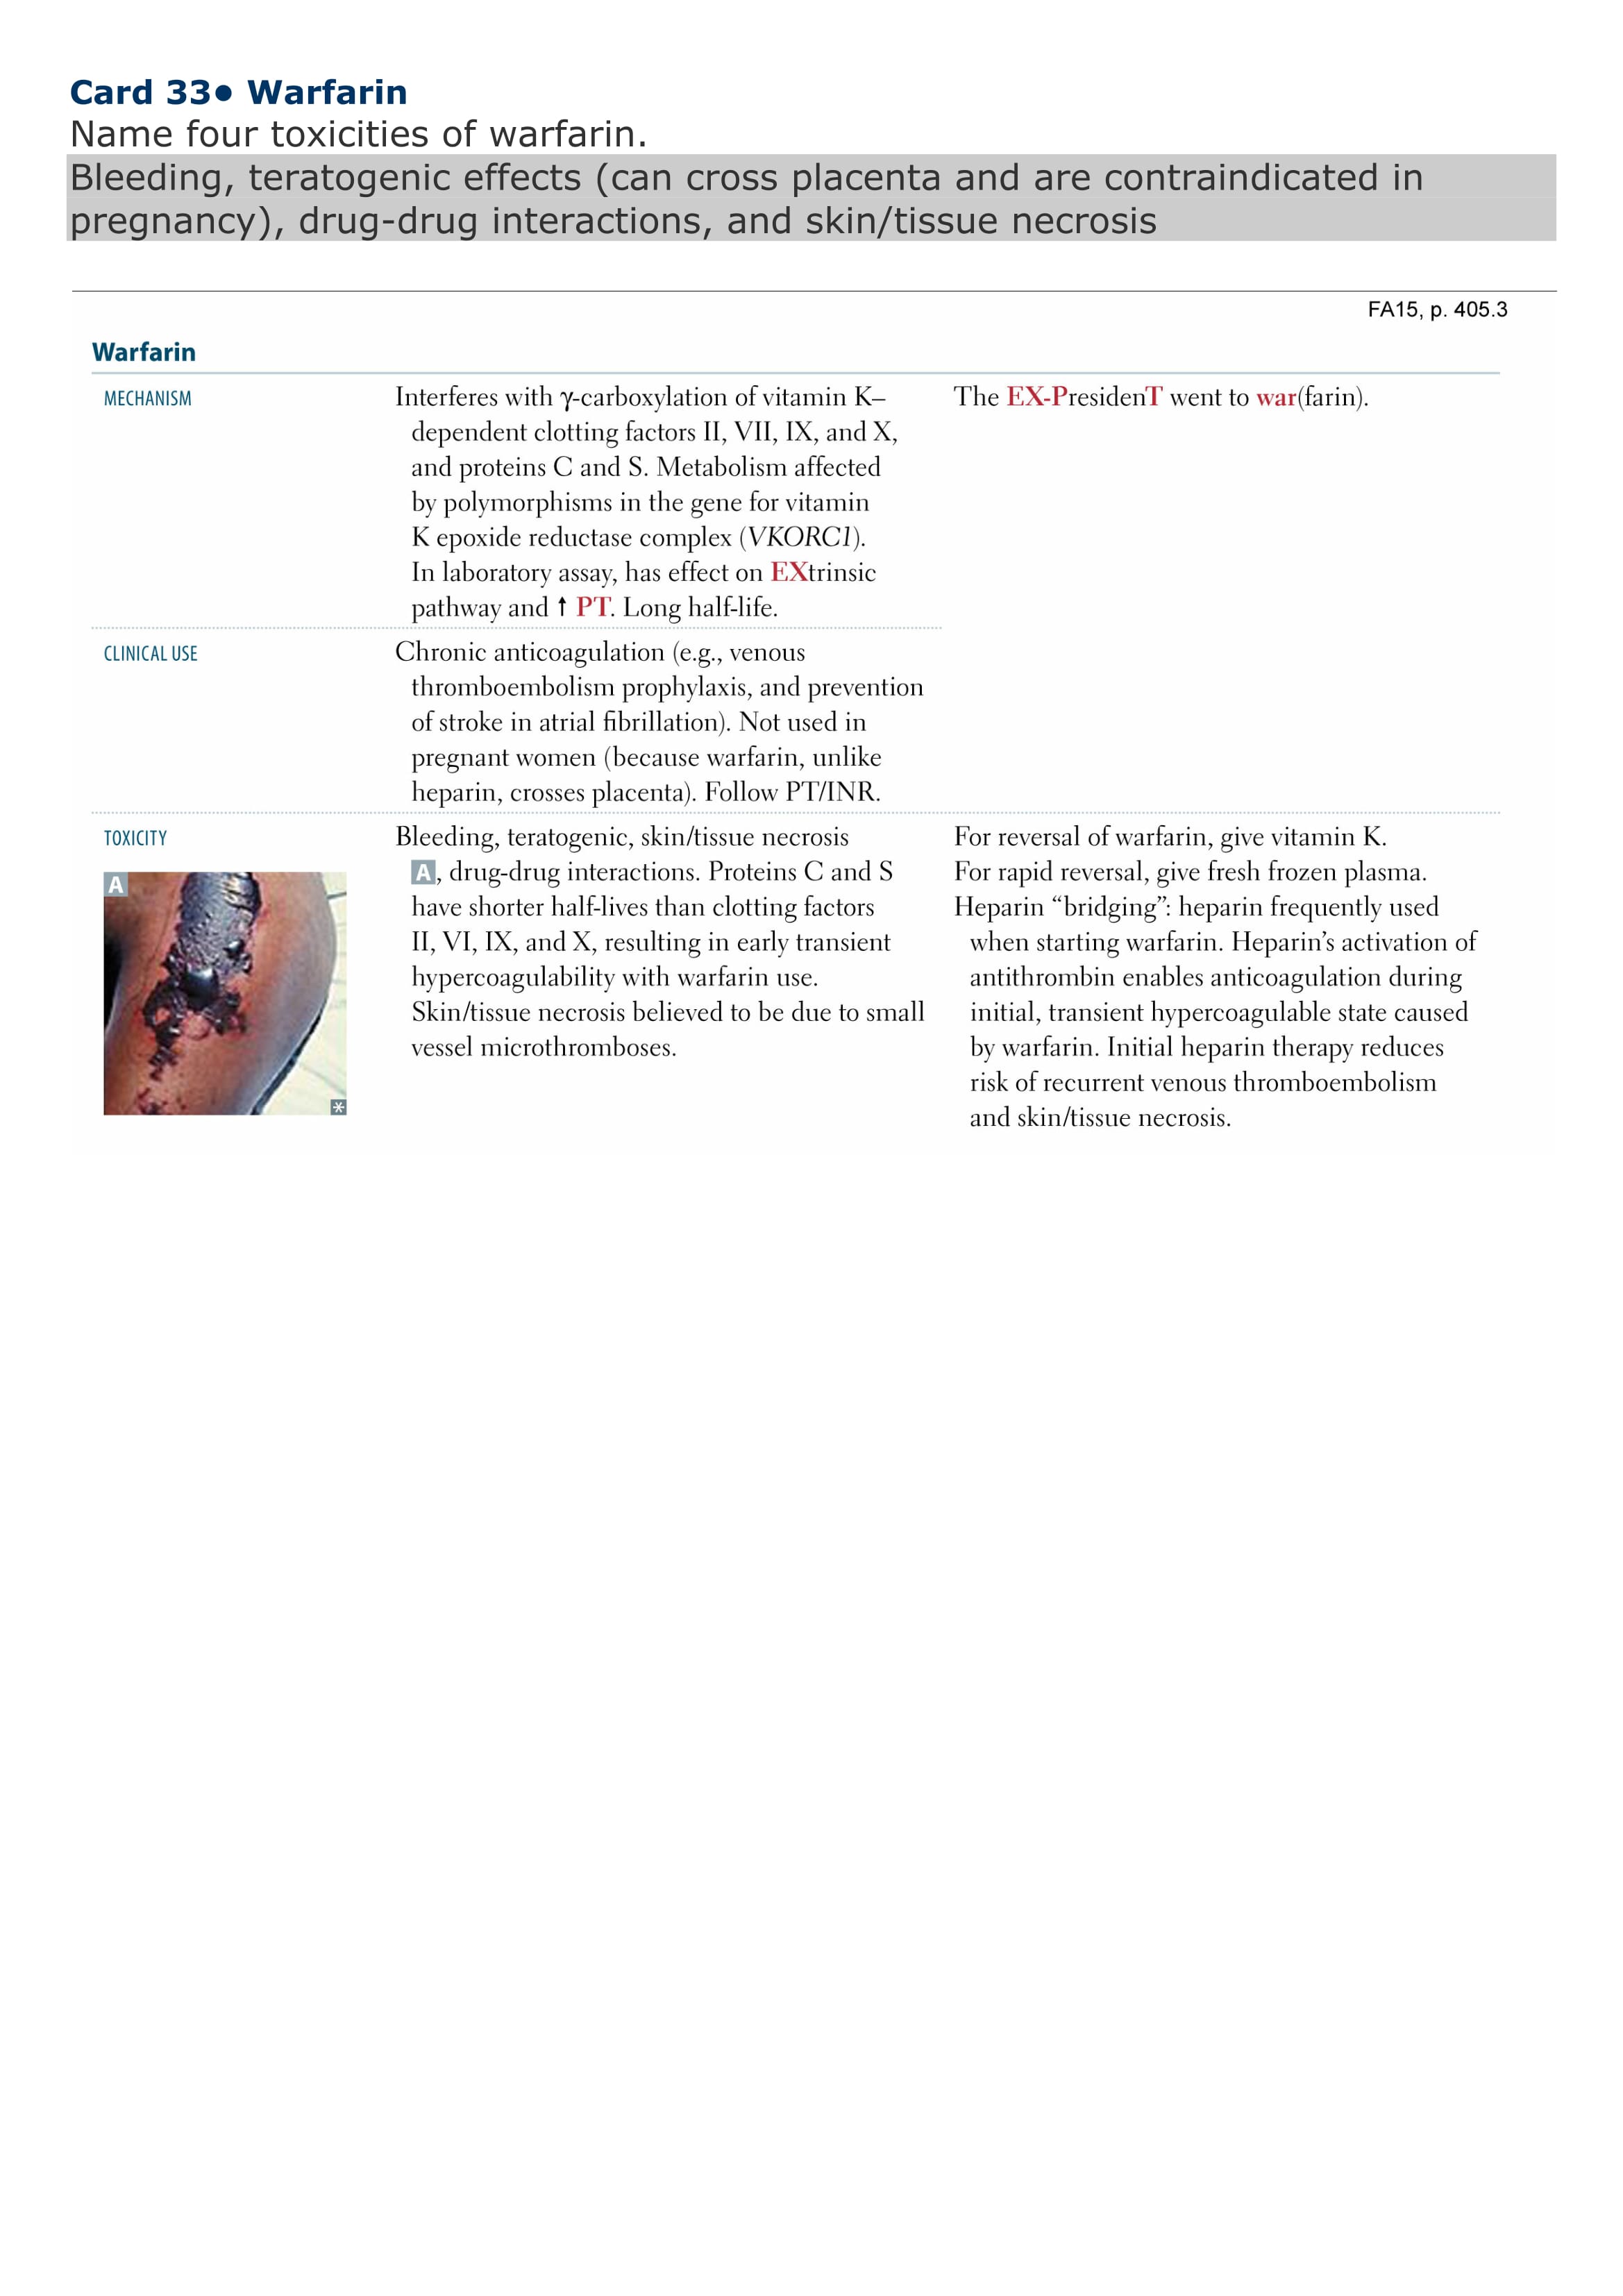 Card 33● Warfarin
Name four toxicities of warfarin.
Bleeding, teratogenic effects (can cross placenta and are contraindicated in
pregnancy), drug-drug interactions, and skin/tissue necrosis
FA15, p. 405.3
Warfarin
MECHANISM
Interferes with γ-carboxylation of vitamin K–
dependent clotting factors II, VII, IX, and X,
and proteins C and S. Metabolism affected
by polymorphisms in the gene for vitamin
K epoxide reductase complex (VKORC1).
In laboratory assay, has effect on EXtrinsic
pathway and ↑ PT. Long half-life.
The EX-PresidenT went to war(farin).
CLINICAL USE
Chronic anticoagulation (e.g., venous
thromboembolism prophylaxis, and prevention
of stroke in atrial fibrillation). Not used in
pregnant women (because warfarin, unlike
heparin, crosses placenta). Follow PT/INR.
TOXICITY
A
*
Bleeding, teratogenic, skin/tissue necrosis
A, drug-drug interactions. Proteins C and S
have shorter half-lives than clotting factors
II, VI, IX, and X, resulting in early transient
hypercoagulability with warfarin use.
Skin/tissue necrosis believed to be due to small
vessel microthromboses.
For reversal of warfarin, give vitamin K.
For rapid reversal, give fresh frozen plasma.
Heparin “bridging”: heparin frequently used
when starting warfarin. Heparin’s activation of
antithrombin enables anticoagulation during
initial, transient hypercoagulable state caused
by warfarin. Initial heparin therapy reduces
risk of recurrent venous thromboembolism
and skin/tissue necrosis.